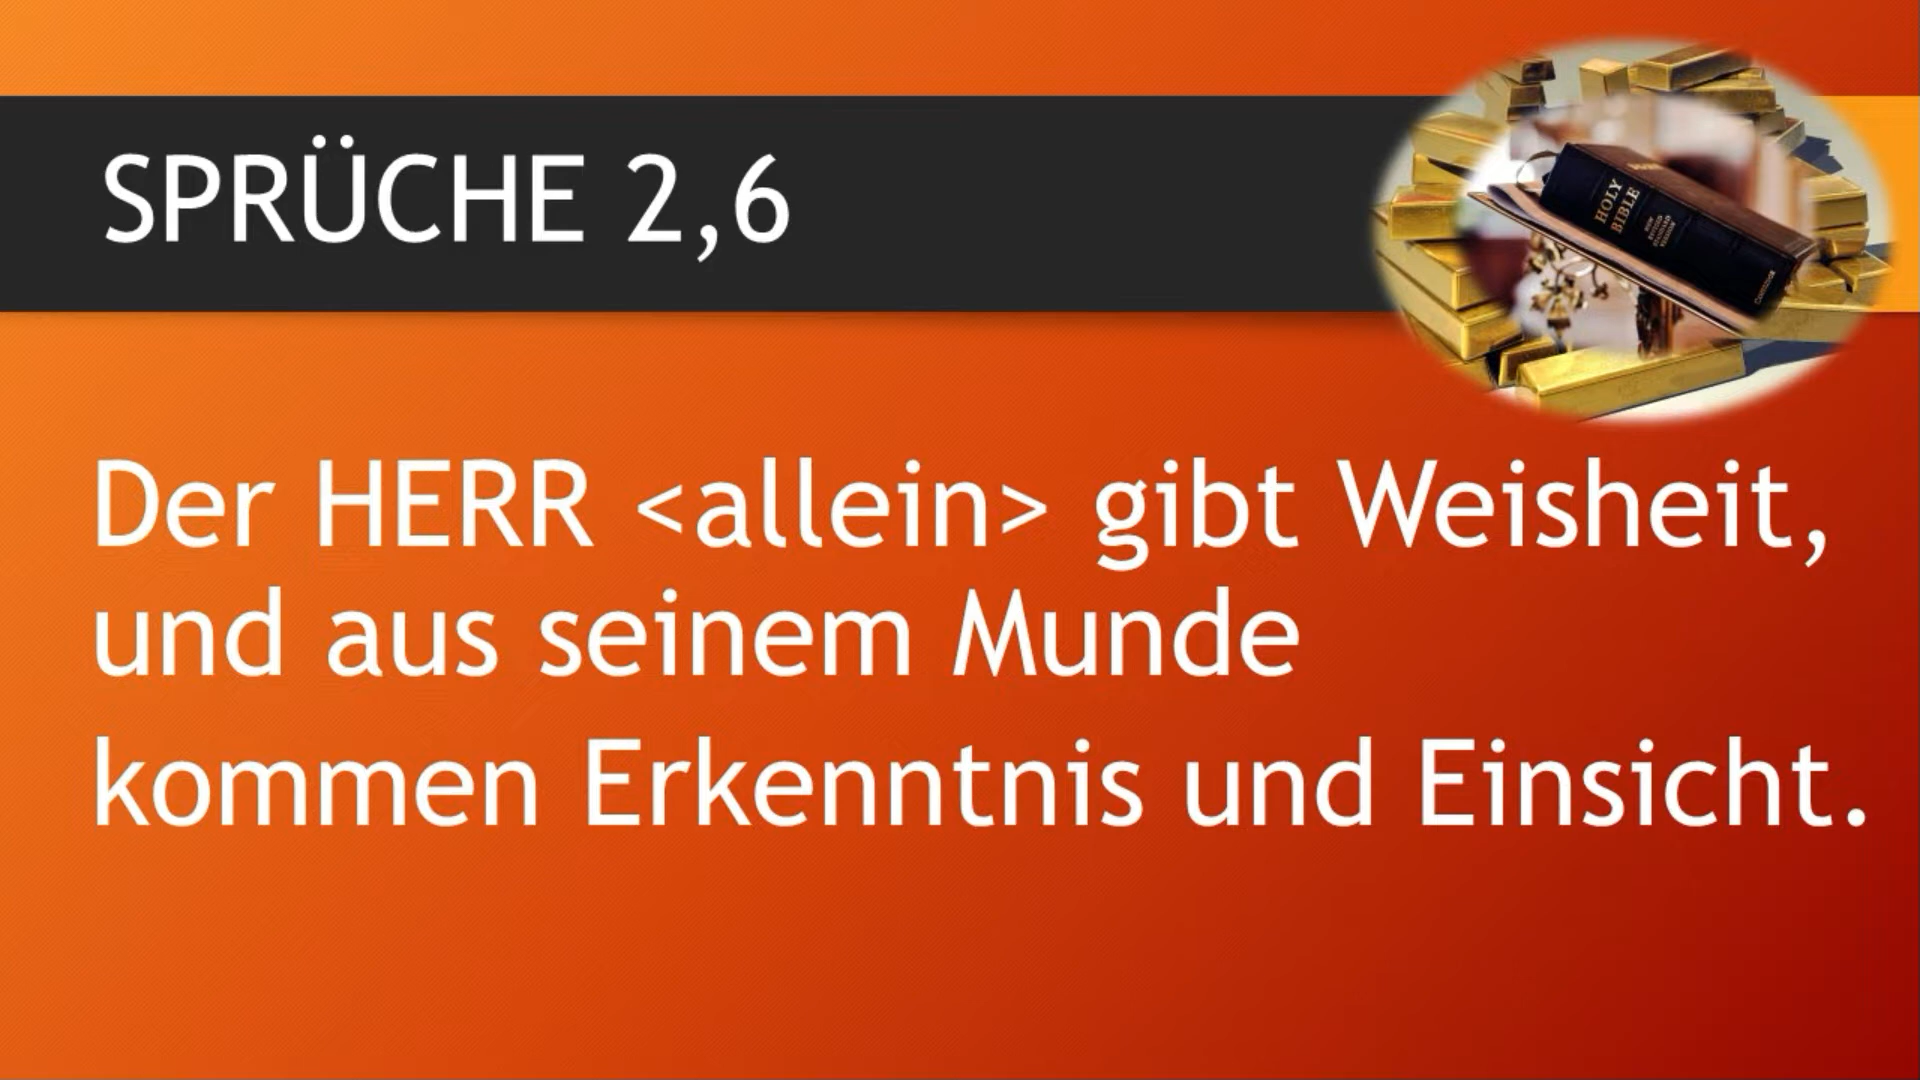 SPRÜCHE 2,6
HOLY
BIBLE
Der HERR <allein> gibt Weisheit,
und aus seinem Munde
kommen Erkenntnis und Einsicht.